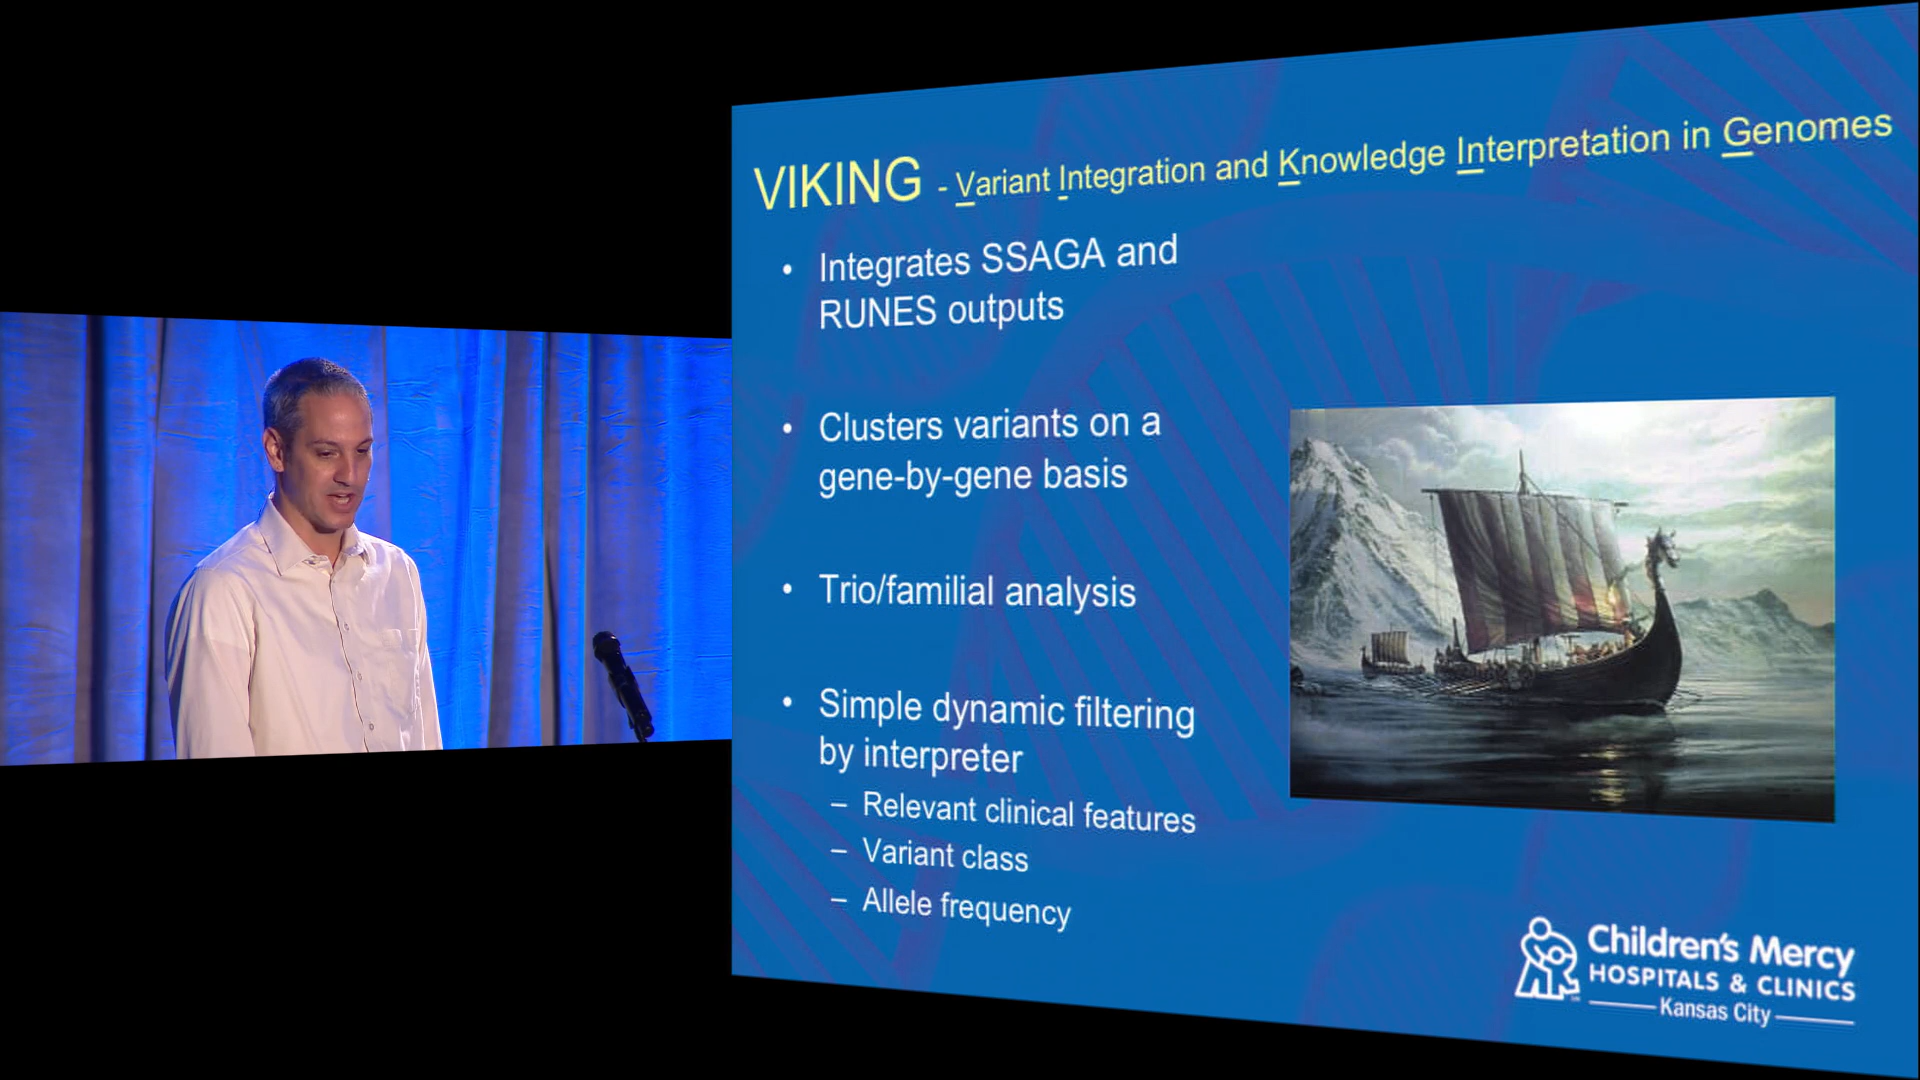 VIKING - Variant Integration and Knowledge Interpretation in Genomes
• Integrates SSAGA and
RUNES outputs
• Clusters variants on a
gene-by-gene basis
• Trio/familial analysis
• Simple dynamic filtering
by interpreter
– Relevant clinical features
– Variant class
– Allele frequency
Children's Mercy
HOSPITALS & CLINICS
Kansas City